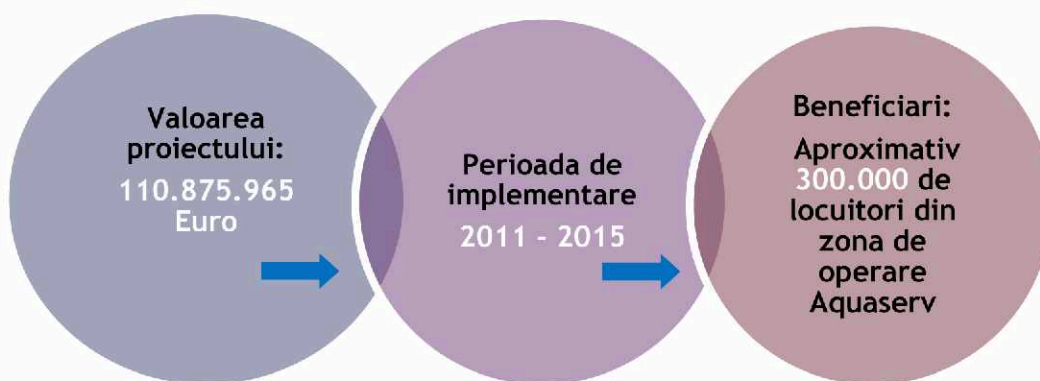 Valoarea
proiectului:
110.875.965
Euro
Perioada de
implementare
2011 - 2015
Beneficiari:
Aproximativ
300.000 de
locuitori din
zona de
operare
Aquaserv